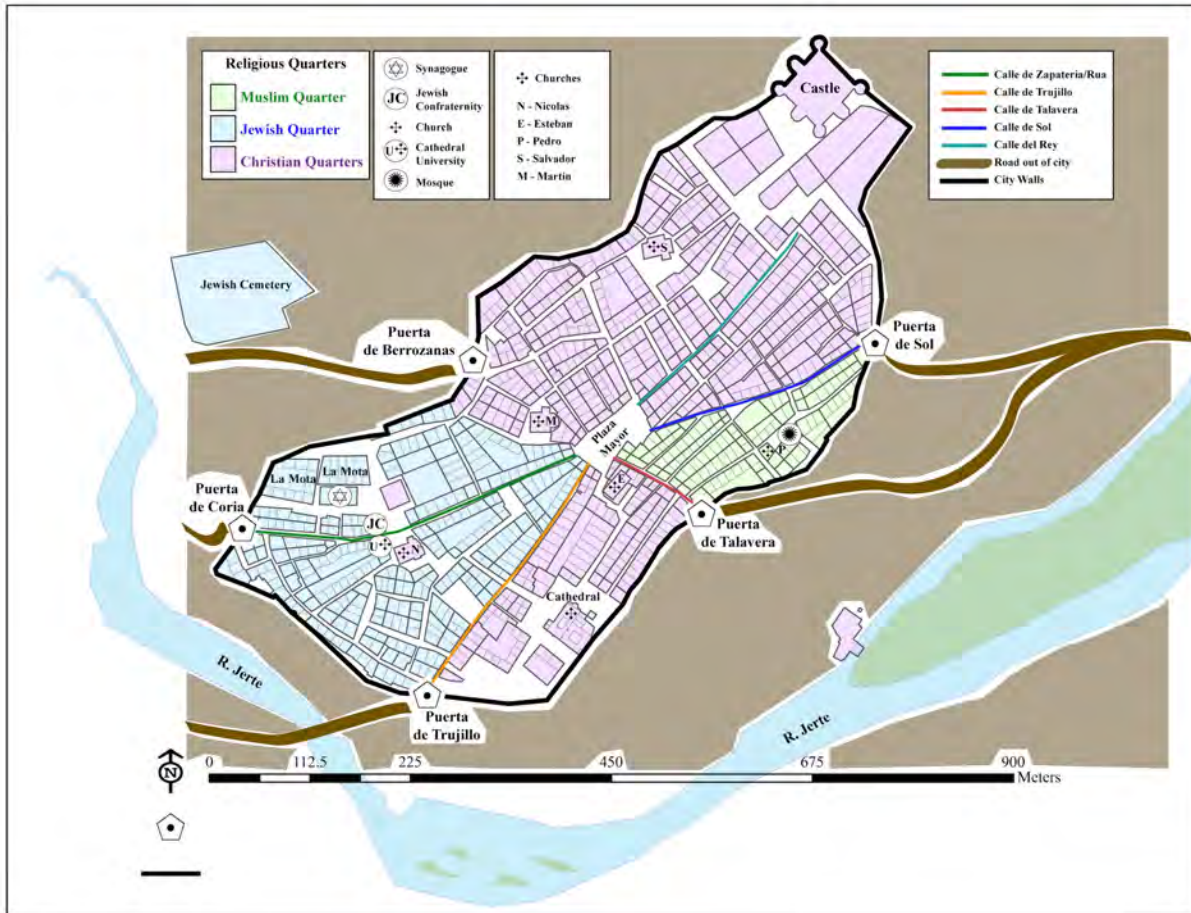 Religious Quarters
Muslim Quarter
Jewish Quarter
Christian Quarters
Synagogue
JC
Jewish
Confraternity
Church
U
Cathedral
University
Mosque
Churches
N - Nicolas
E - Esteban
P - Pedro
S - Salvador
M - Martin
Calle de Zapateria/Rua
Calle de Trujillo
Calle de Talavera
Calle de Sol
Calle del Rey
Road out of city
City Walls
Castle
S
Jewish Cemetery
Puerta
de Berrozanas
Puerta
de Sol
M
Plaza
Mayor
P
La Mota
La Mota
E
Puerta
de Coria
JC
U
N
Puerta
de Talavera
Cathedral
R. Jerte
Puerta
de Trujillo
R. Jerte
N
0 112.5 225 450 675 900
Meters